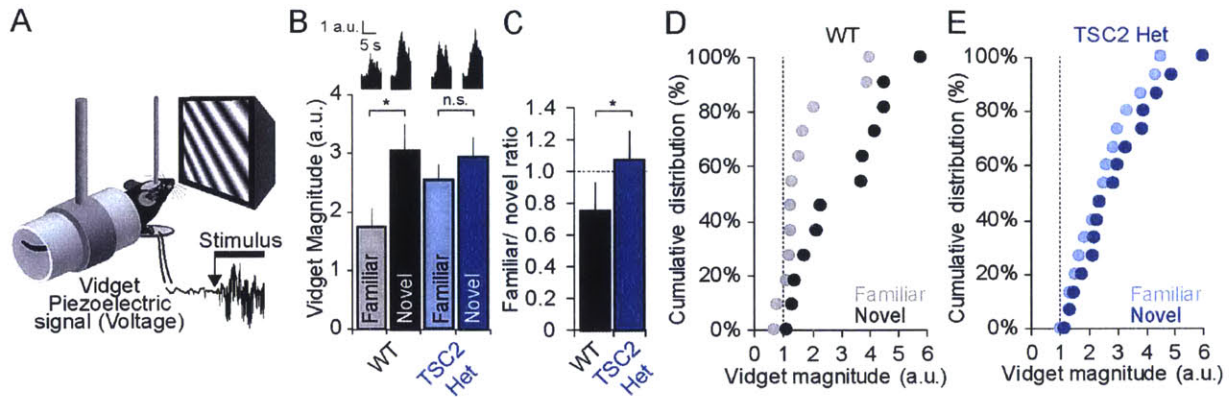 A
Vidget
Piezoelectric
signal (Voltage)
Stimulus
B
1 a.u.
5 s
*
n.s.
Vidget Magnitude (a.u.)
4
3
2
1
0
Familiar
Novel
Familiar
Novel
WT
TSC2
Het
C
*
Familiar/ novel ratio
1.4
1.2
1.0
0.8
0.6
0.4
0.2
0
WT
TSC2
Het
D
WT
Cumulative distribution (%)
100%
80%
60%
40%
20%
0%
Familiar
Novel
0 1 2 4 6
Vidget magnitude (a.u.)
E
TSC2 Het
Cumulative distribution (%)
100%
80%
60%
40%
20%
0%
Familiar
Novel
0 1 2 3 4 5 6
Vidget magnitude (a.u.)